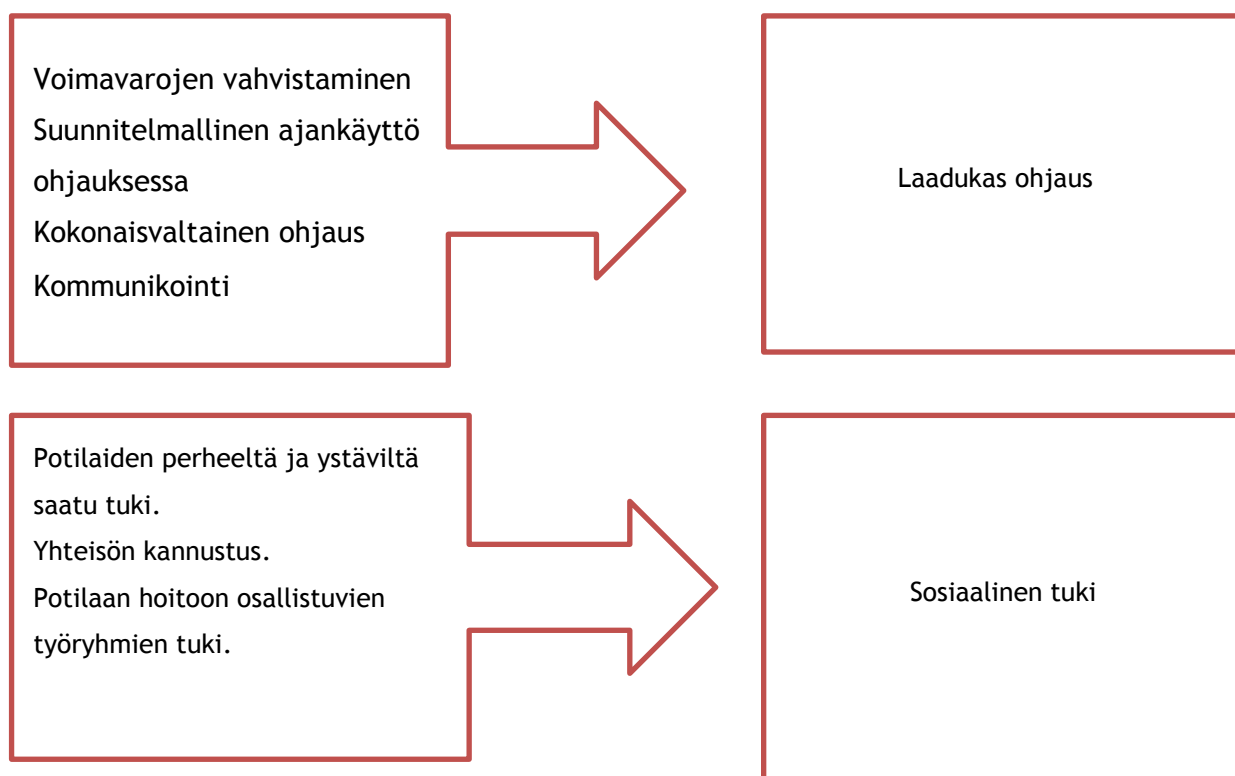 Voimavarojen vahvistaminen
Suunnitelmallinen ajankäyttö
ohjauksessa
Kokonaisvaltainen ohjaus
Kommunikointi
Laadukas ohjaus
Potilaiden perheeltä ja ystäviltä
saatu tuki.
Yhteisön kannustus.
Potilaan hoitoon osallistuvien
työryhmien tuki.
Sosiaalinen tuki